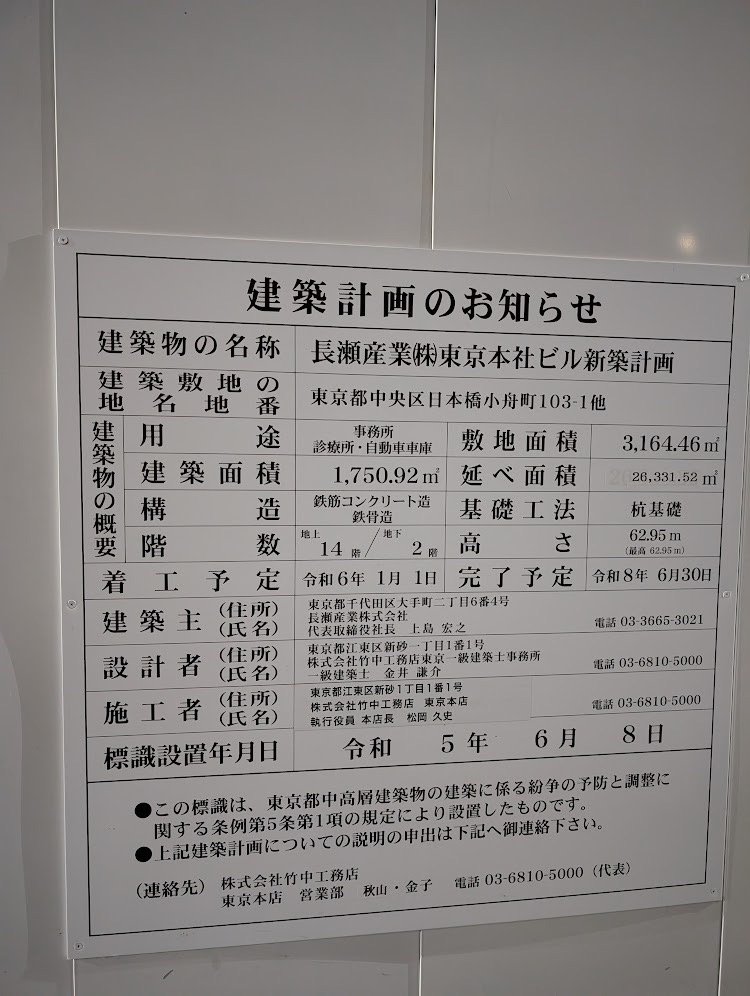 建築計画のお知らせ
建築物の名称 長瀬産業㈱東京本社ビル新築計画
建築敷地の
地名地番 東京都中央区日本橋小舟町103-1他
建築物の概要
用途 事務所
診療所・自動車車庫 敷地面積 3,164.46㎡
建築面積 1,750.92㎡ 延べ面積 26,331.52㎡
構造 鉄筋コンクリート造
鉄骨造 基礎工法 杭基礎
階数 地上14階/地下2階 高さ 62.95m
(最高 62.95m)
着工予定 令和6年 1月 1日 完了予定 令和8年 6月30日
建築主 (住所)
(氏名) 東京都千代田区大手町二丁目6番4号
長瀬産業株式会社
代表取締役社長 上島 宏之 電話 03-3665-3021
設計者 (住所)
(氏名) 東京都江東区新砂一丁目1番1号
株式会社竹中工務店東京一級建築士事務所
一級建築士 金井 謙介 電話 03-6810-5000
施工者 (住所)
(氏名) 東京都江東区新砂1丁目1番1号
株式会社竹中工務店 東京本店
執行役員 本店長 松岡 久史 電話 03-6810-5000
標識設置年月日 令和 5年 6月 8日
●この標識は、東京都中高層建築物の建築に係る紛争の予防と調整に
関する条例第5条第1項の規定により設置したものです。
●上記建築計画についての説明の申出は下記へ御連絡下さい。
(連絡先) 株式会社竹中工務店
東京本店 営業部 秋山・金子 電話 03-6810-5000(代表)